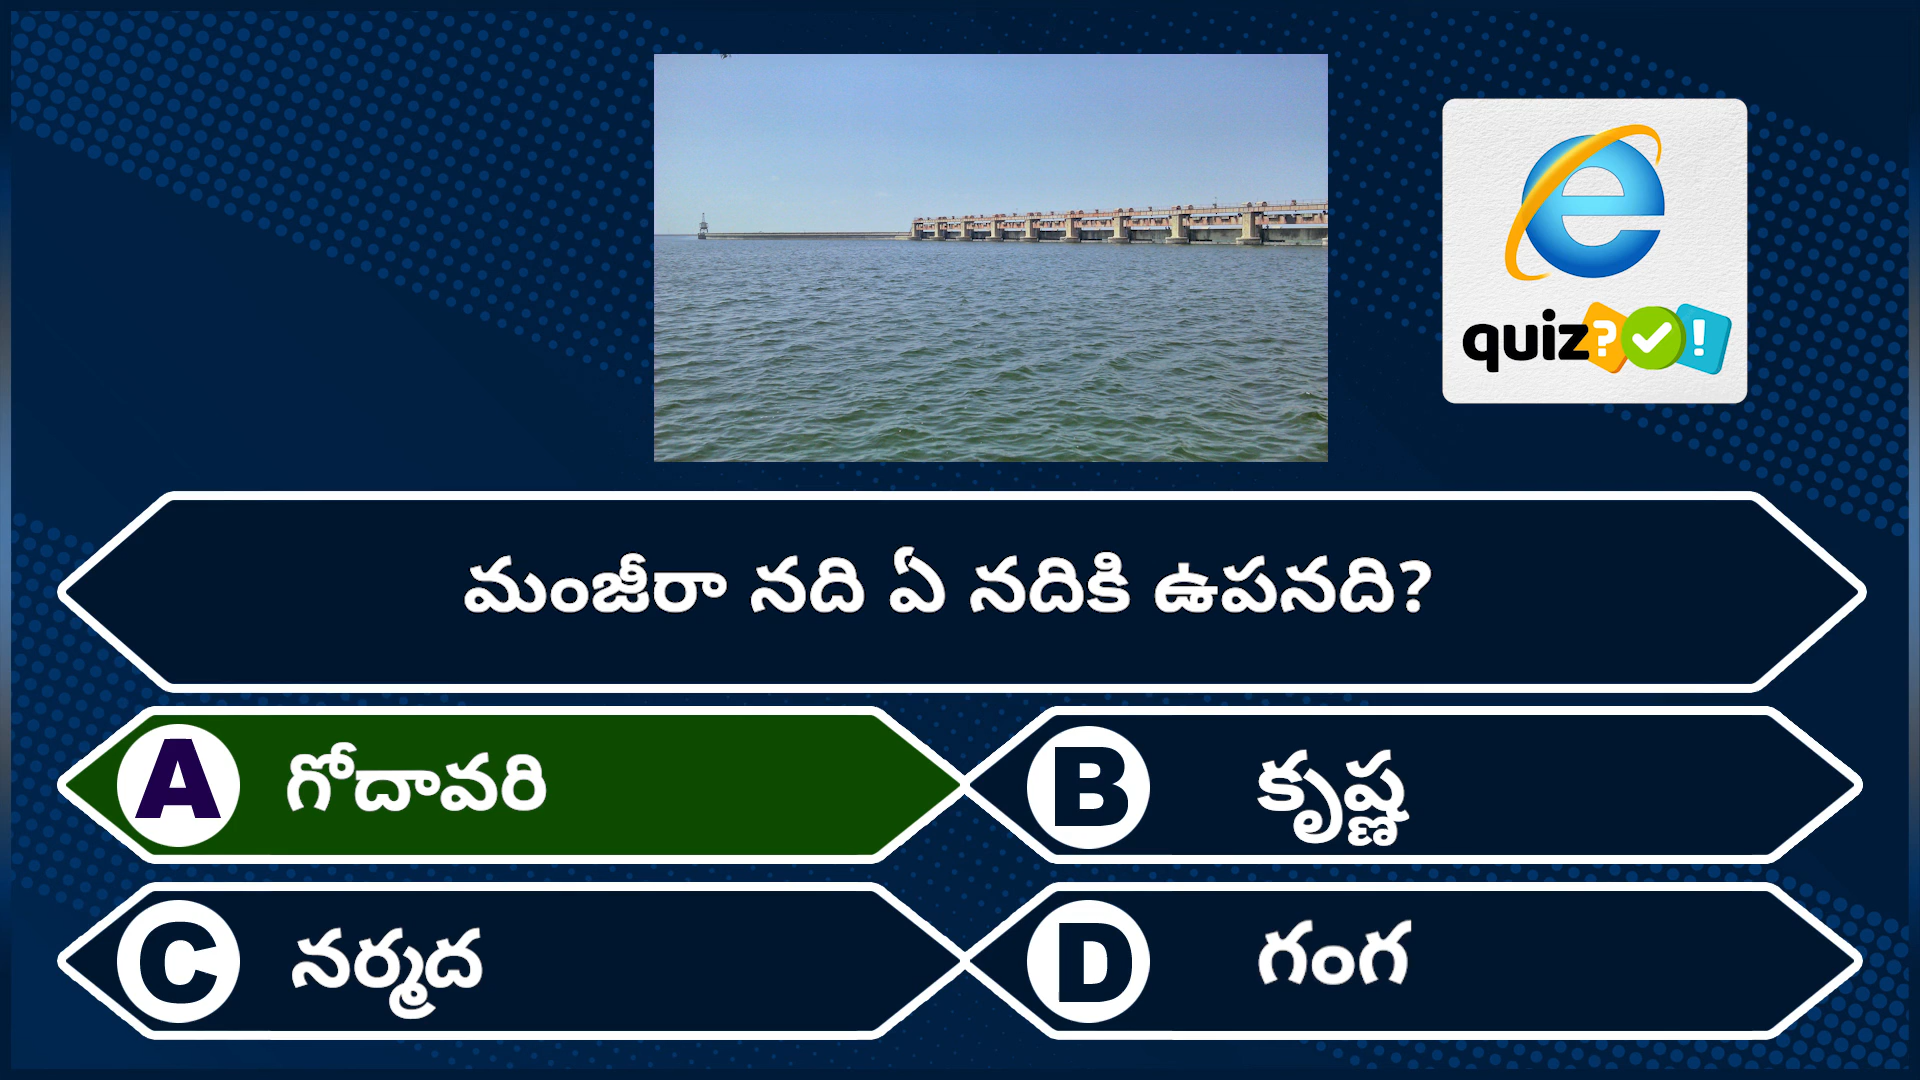 e
quiz?!
మంజీరా నది ఏ నదికి ఉపనది?
A గోదావరి
B కృష్ణ
C నర్మద
D గంగ